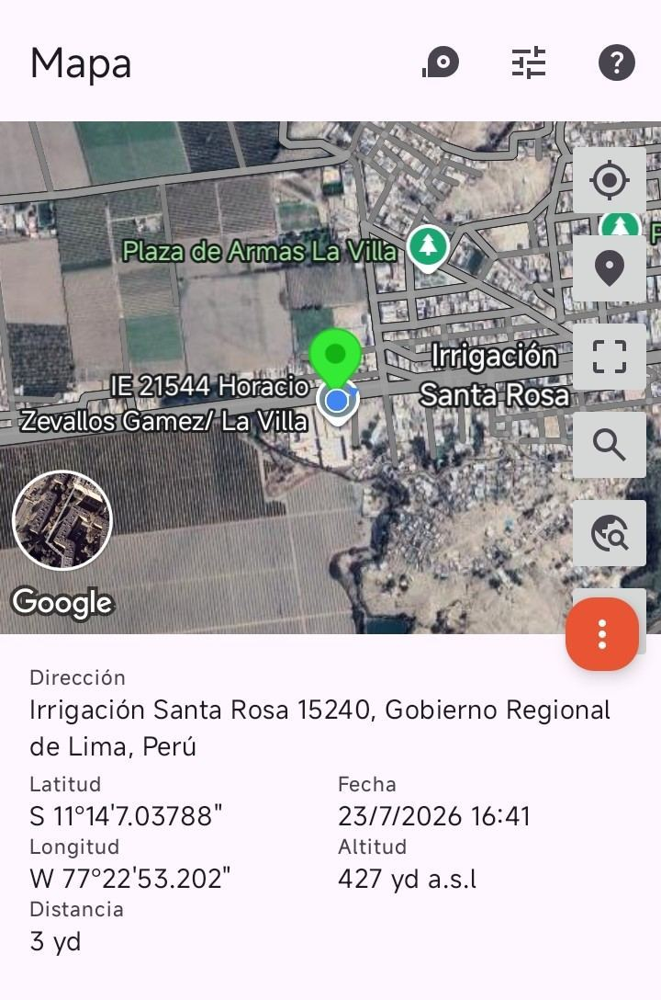 Mapa
Plaza de Armas La Villa
IE 21544 Horacio
Zevallos Gamez/ La Villa
Irrigación
Santa Rosa
Google
Dirección
Irrigación Santa Rosa 15240, Gobierno Regional
de Lima, Perú
Latitud
S 11°14'7.03788"
Fecha
23/7/2026 16:41
Longitud
W 77°22'53.202"
Altitud
427 yd a.s.l
Distancia
3 yd